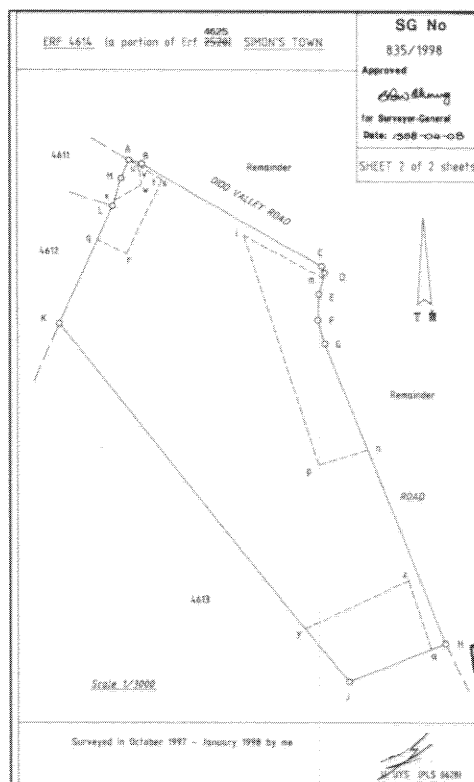 SG No
835/1998
Approved
for Surveyor-General
Date: 1998-04-08
SHEET 2 of 2 sheets
4625
ERF 4614 (a portion of Erf 2528) SIMON'S TOWN
4611
A
B
Remainder
M
DIDO VALLEY ROAD
L
4612
q
r
C
D
m
E
F
G
K
T
Remainder
n
p
ROAD
z
4613
y
H
J
Scale 1/3000
Surveyed in October 1997 - January 1998 by me